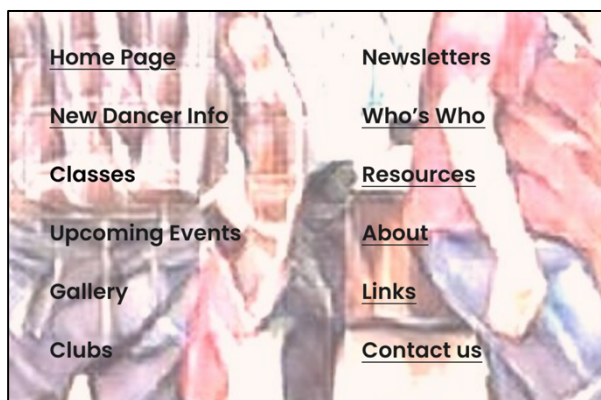 Home Page
New Dancer Info
Classes
Upcoming Events
Gallery
Clubs
Newsletters
Who’s Who
Resources
About
Links
Contact us